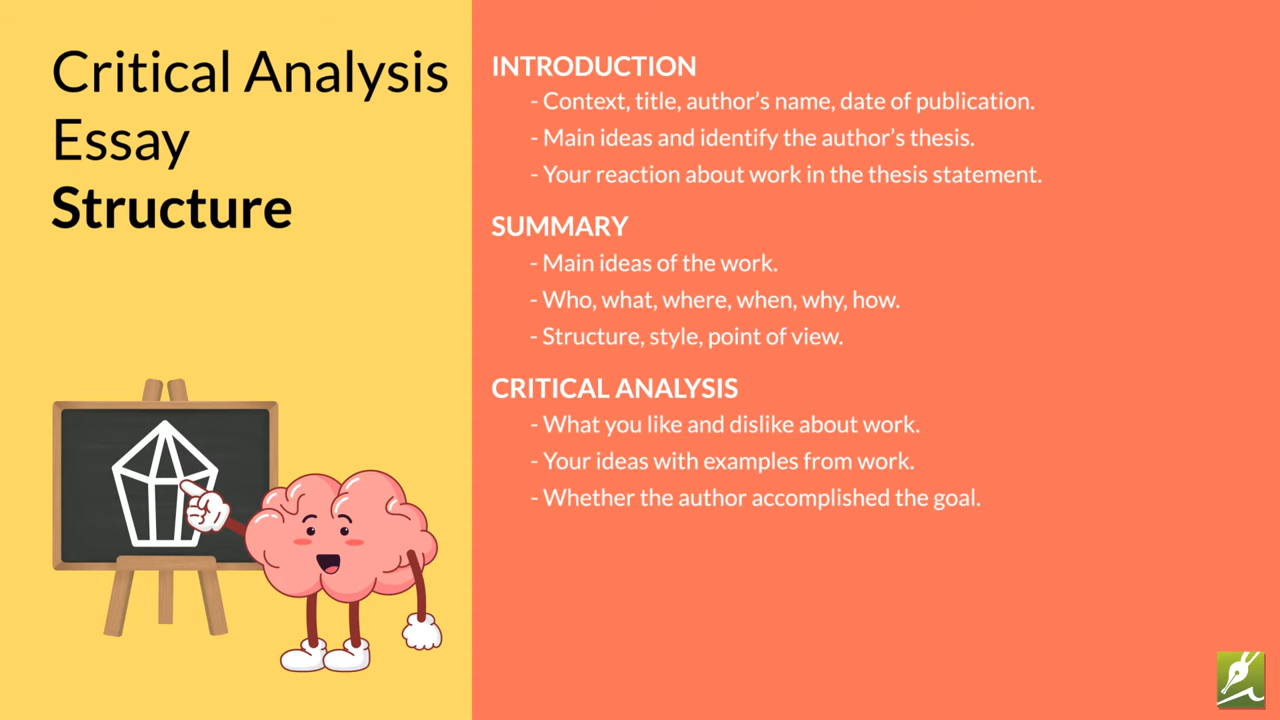 Critical Analysis
Essay
Structure
INTRODUCTION
- Context, title, author’s name, date of publication.
- Main ideas and identify the author’s thesis.
- Your reaction about work in the thesis statement.
SUMMARY
- Main ideas of the work.
- Who, what, where, when, why, how.
- Structure, style, point of view.
CRITICAL ANALYSIS
- What you like and dislike about work.
- Your ideas with examples from work.
- Whether the author accomplished the goal.